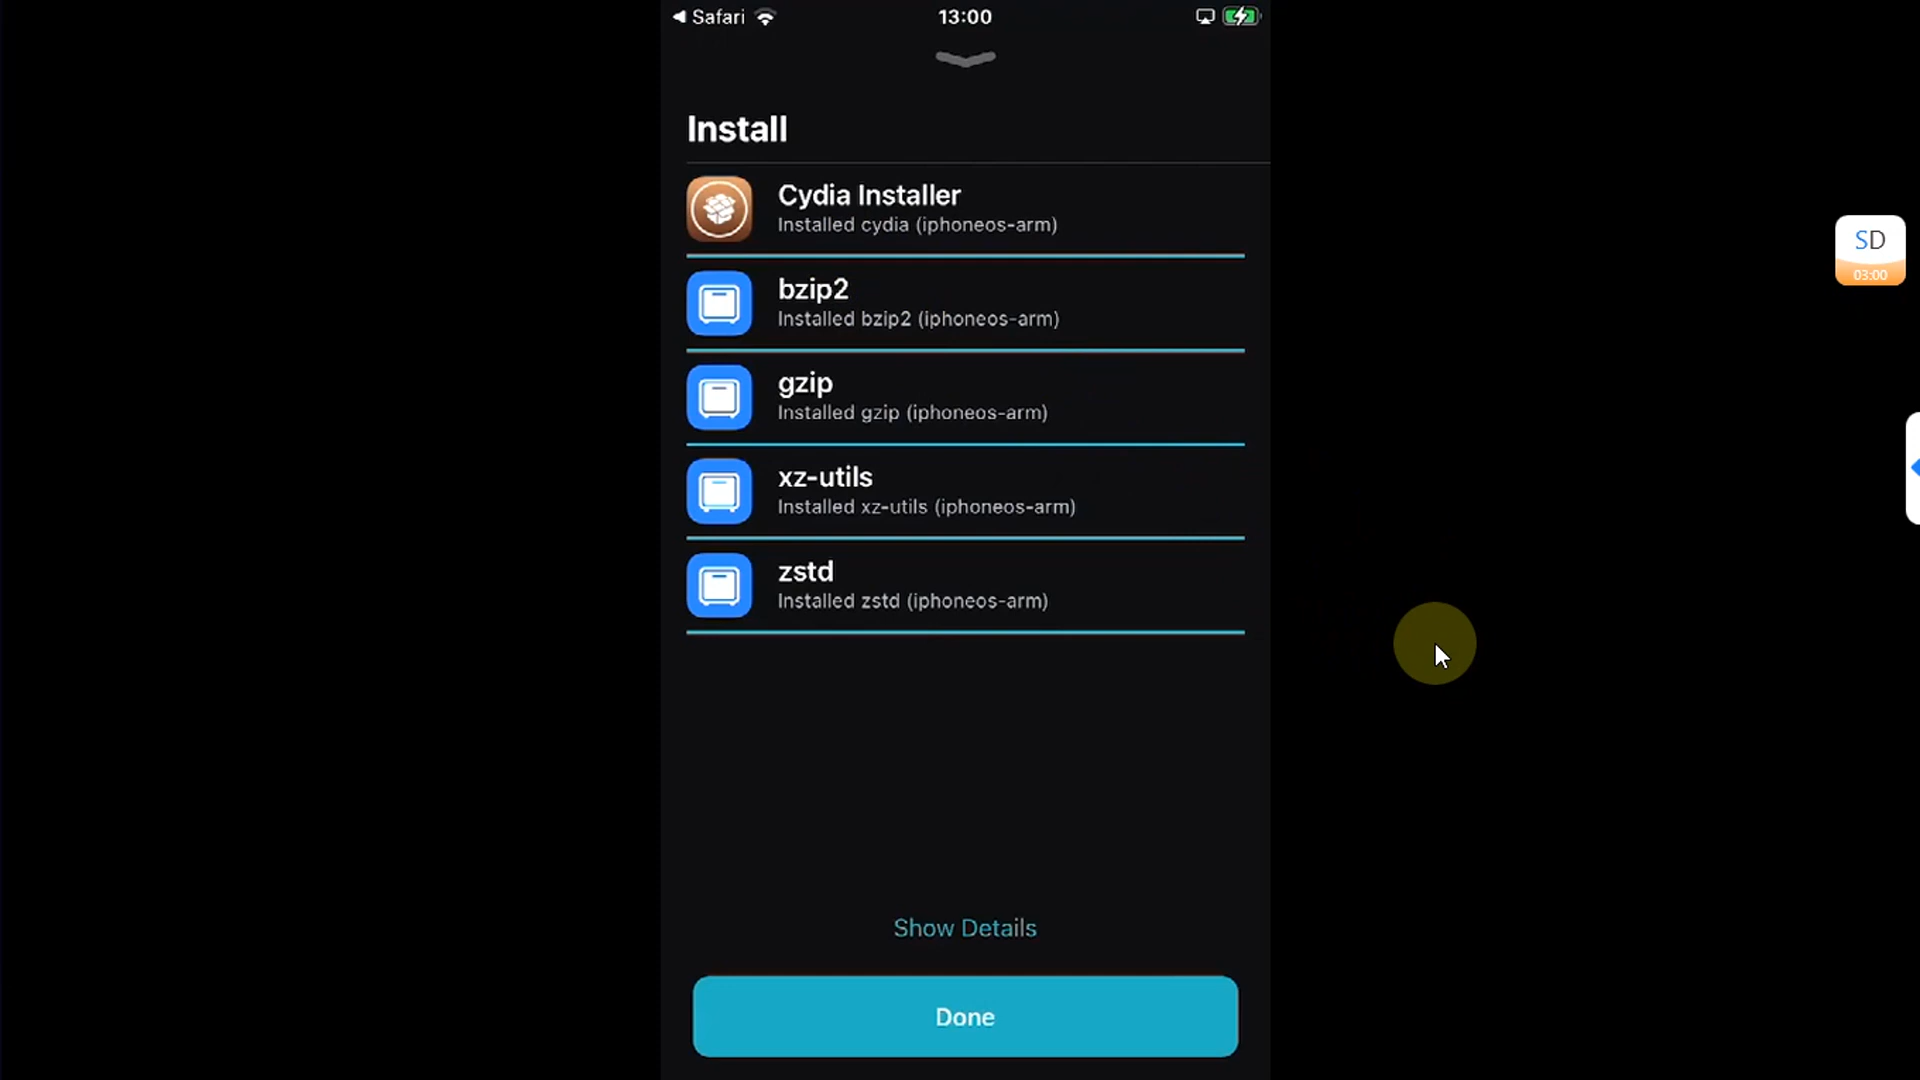 Safari
13:00
Install
Cydia Installer
Installed cydia (iphoneos-arm)
bzip2
Installed bzip2 (iphoneos-arm)
gzip
Installed gzip (iphoneos-arm)
xz-utils
Installed xz-utils (iphoneos-arm)
zstd
Installed zstd (iphoneos-arm)
Show Details
Done
SD
03:00